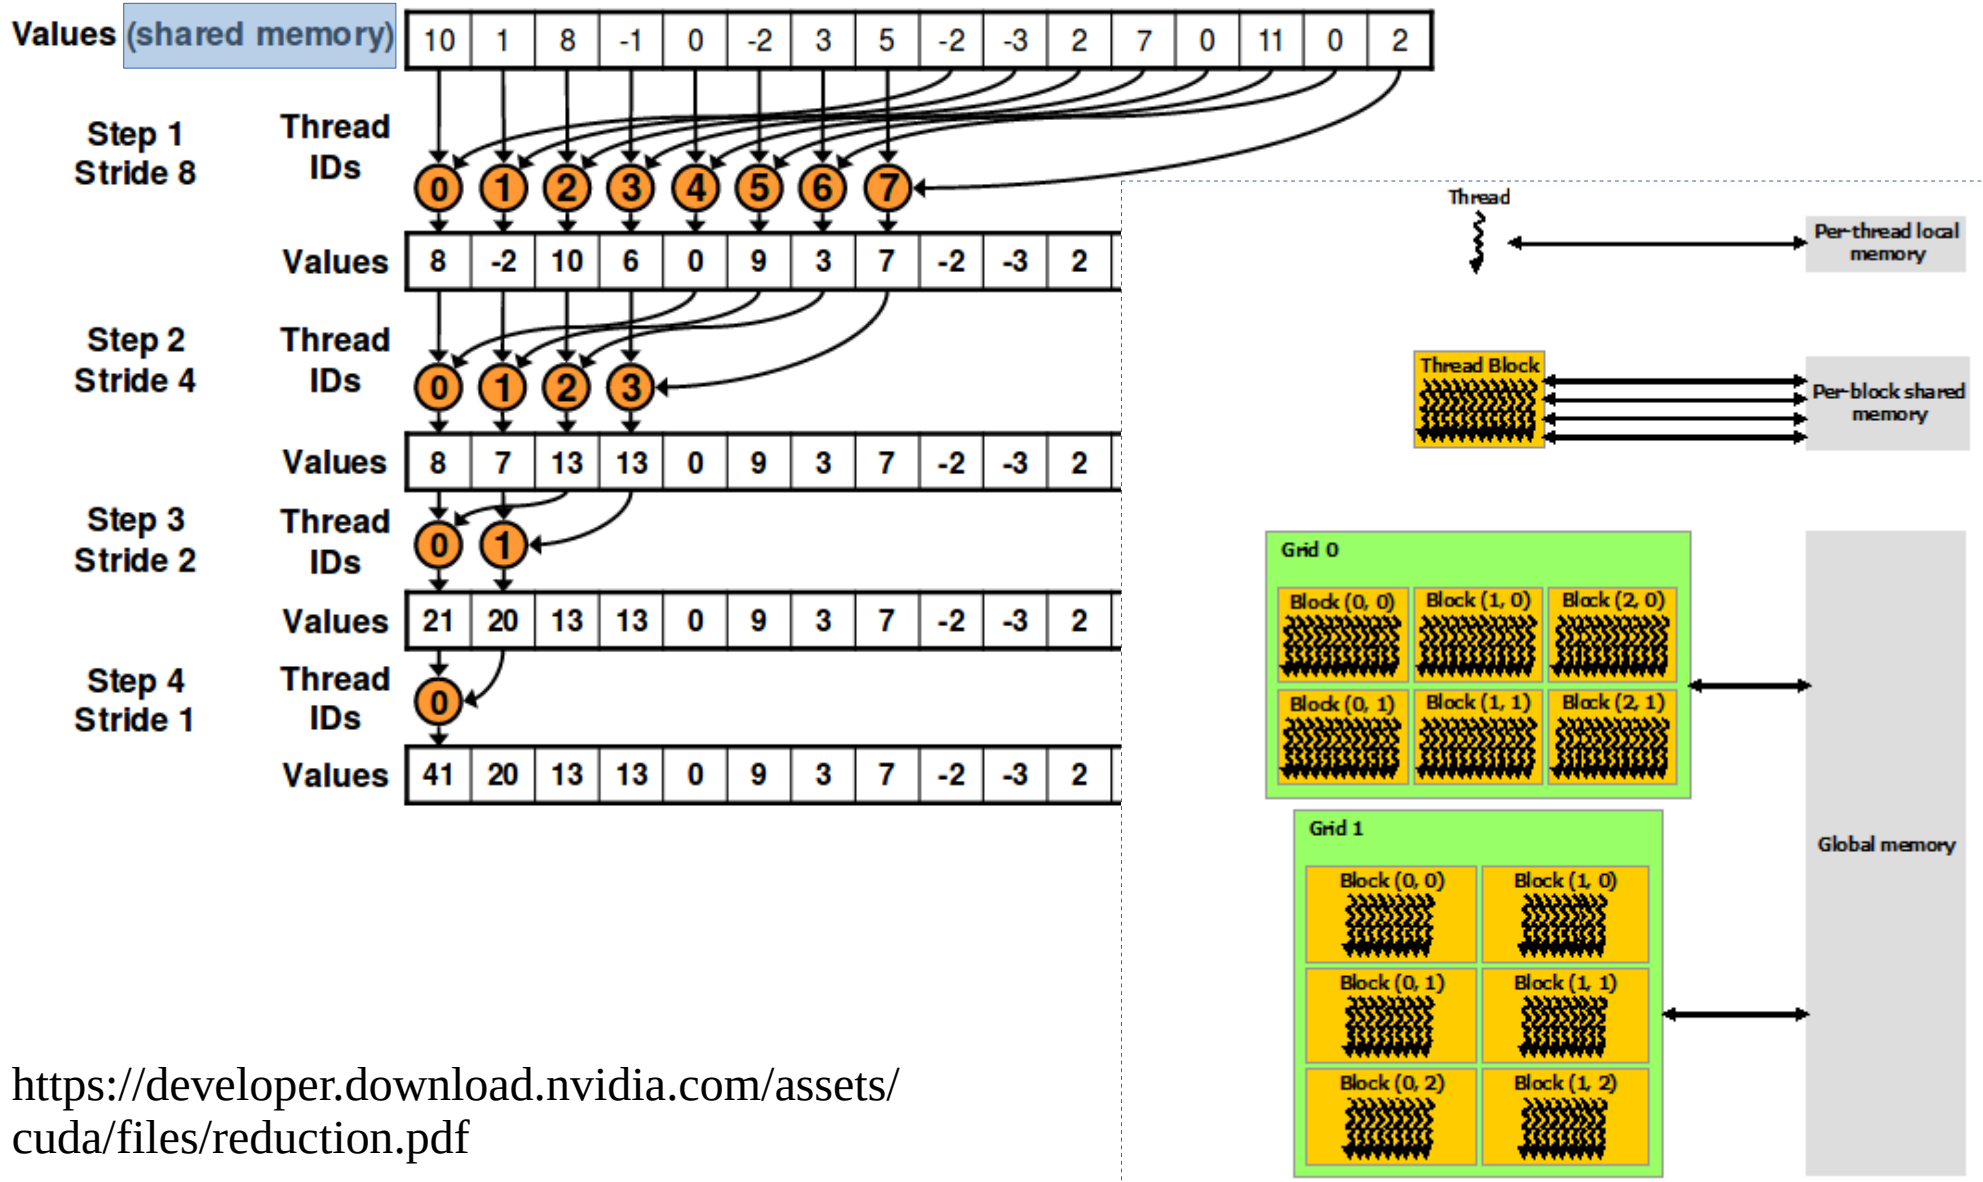 Values (shared memory) 10 1 8 -1 0 -2 3 5 -2 -3 2 7 0 11 0 2
Step 1
Stride 8
Thread
IDs
0 1 2 3 4 5 6 7
Values 8 -2 10 6 0 9 3 7 -2 -3 2
Step 2
Stride 4
Thread
IDs
0 1 2 3
Values 8 7 13 13 0 9 3 7 -2 -3 2
Step 3
Stride 2
Thread
IDs
0 1
Values 21 20 13 13 0 9 3 7 -2 -3 2
Step 4
Stride 1
Thread
IDs
0
Values 41 20 13 13 0 9 3 7 -2 -3 2
https://developer.download.nvidia.com/assets/
cuda/files/reduction.pdf
Thread
Per-thread local
memory
Thread Block
Per-block shared
memory
Grid 0
Block (0, 0) Block (1, 0) Block (2, 0)
Block (0, 1) Block (1, 1) Block (2, 1)
Grid 1
Block (0, 0) Block (1, 0)
Block (0, 1) Block (1, 1)
Block (0, 2) Block (1, 2)
Global memory